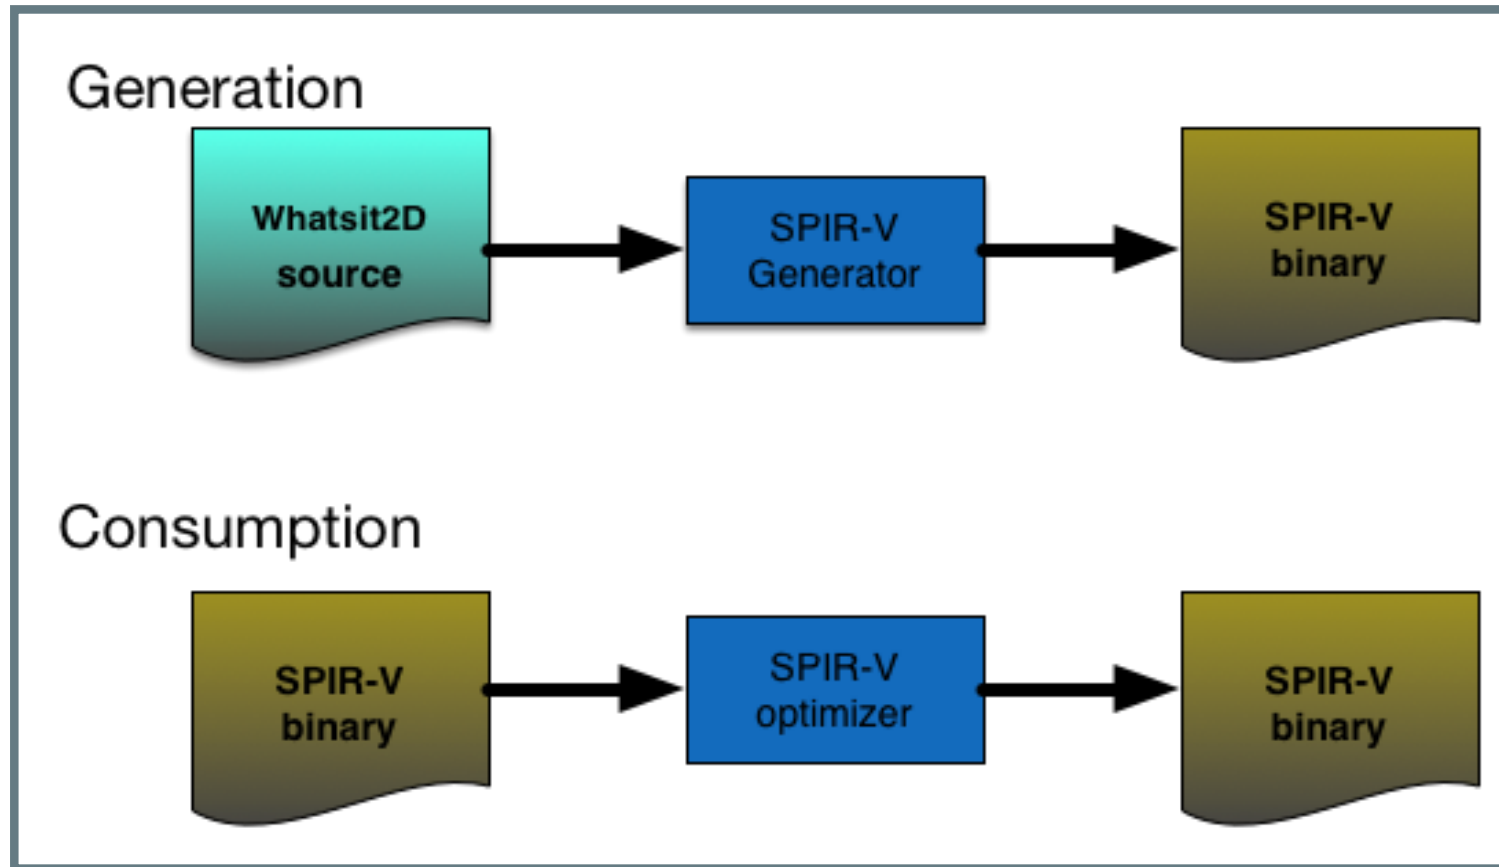 Generation
Whatsit2D
source
SPIR-V
Generator
SPIR-V
binary
Consumption
SPIR-V
binary
SPIR-V
optimizer
SPIR-V
binary